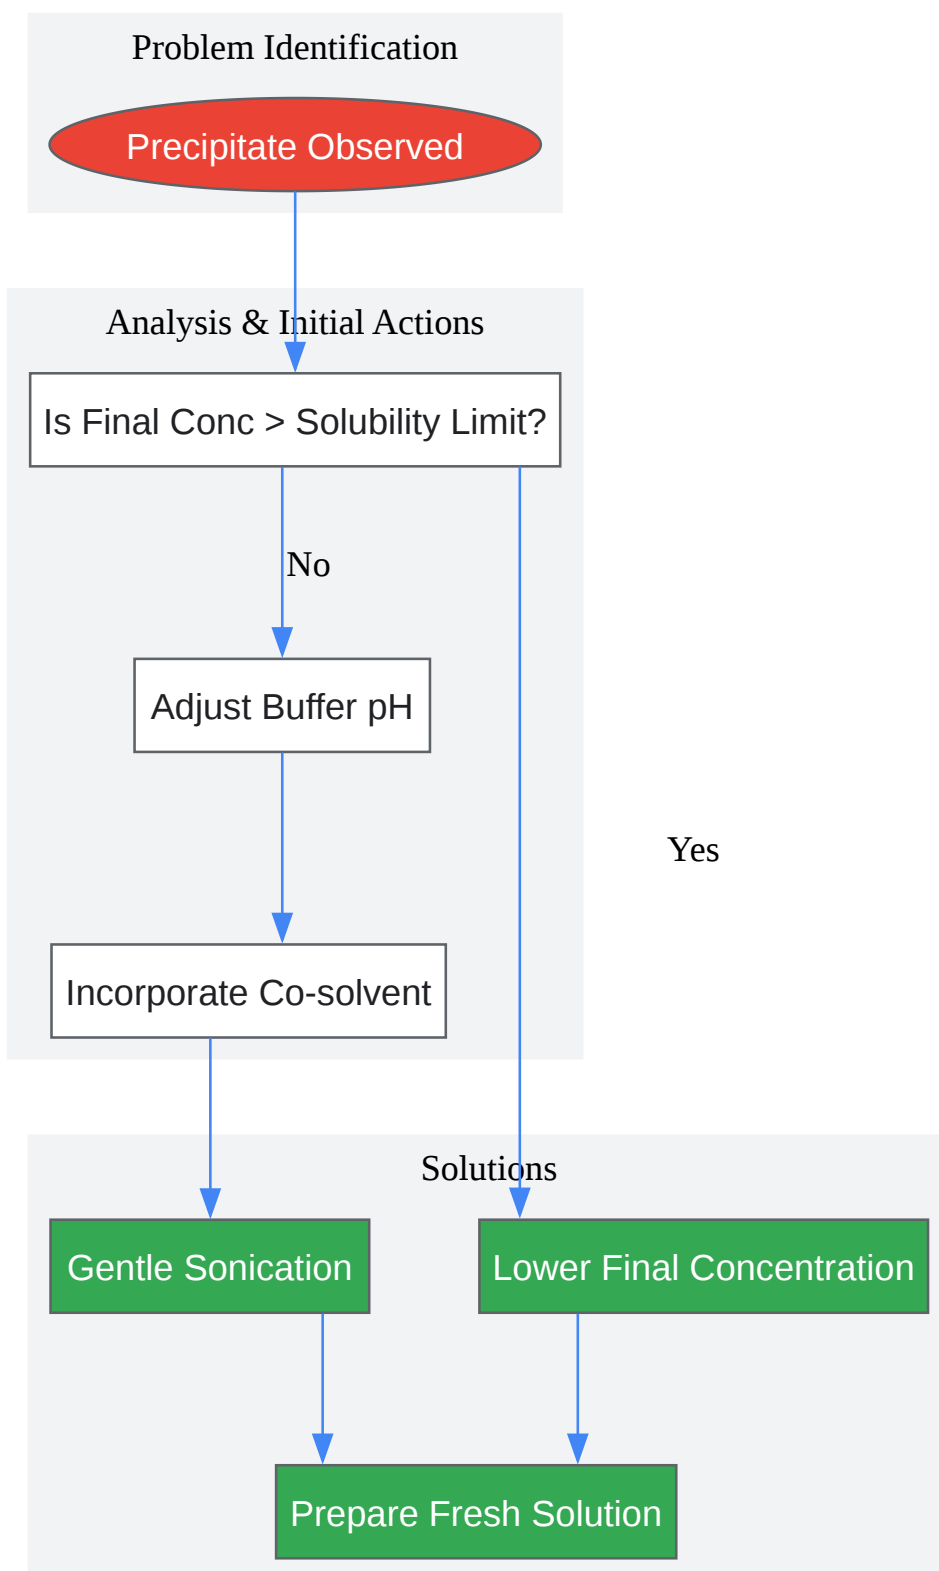 Problem Identification
Precipitate Observed
Analysis & Initial Actions
Is Final Conc > Solubility Limit?
No
Adjust Buffer pH
Yes
Incorporate Co-solvent
Solutions
Gentle Sonication
Lower Final Concentration
Prepare Fresh Solution